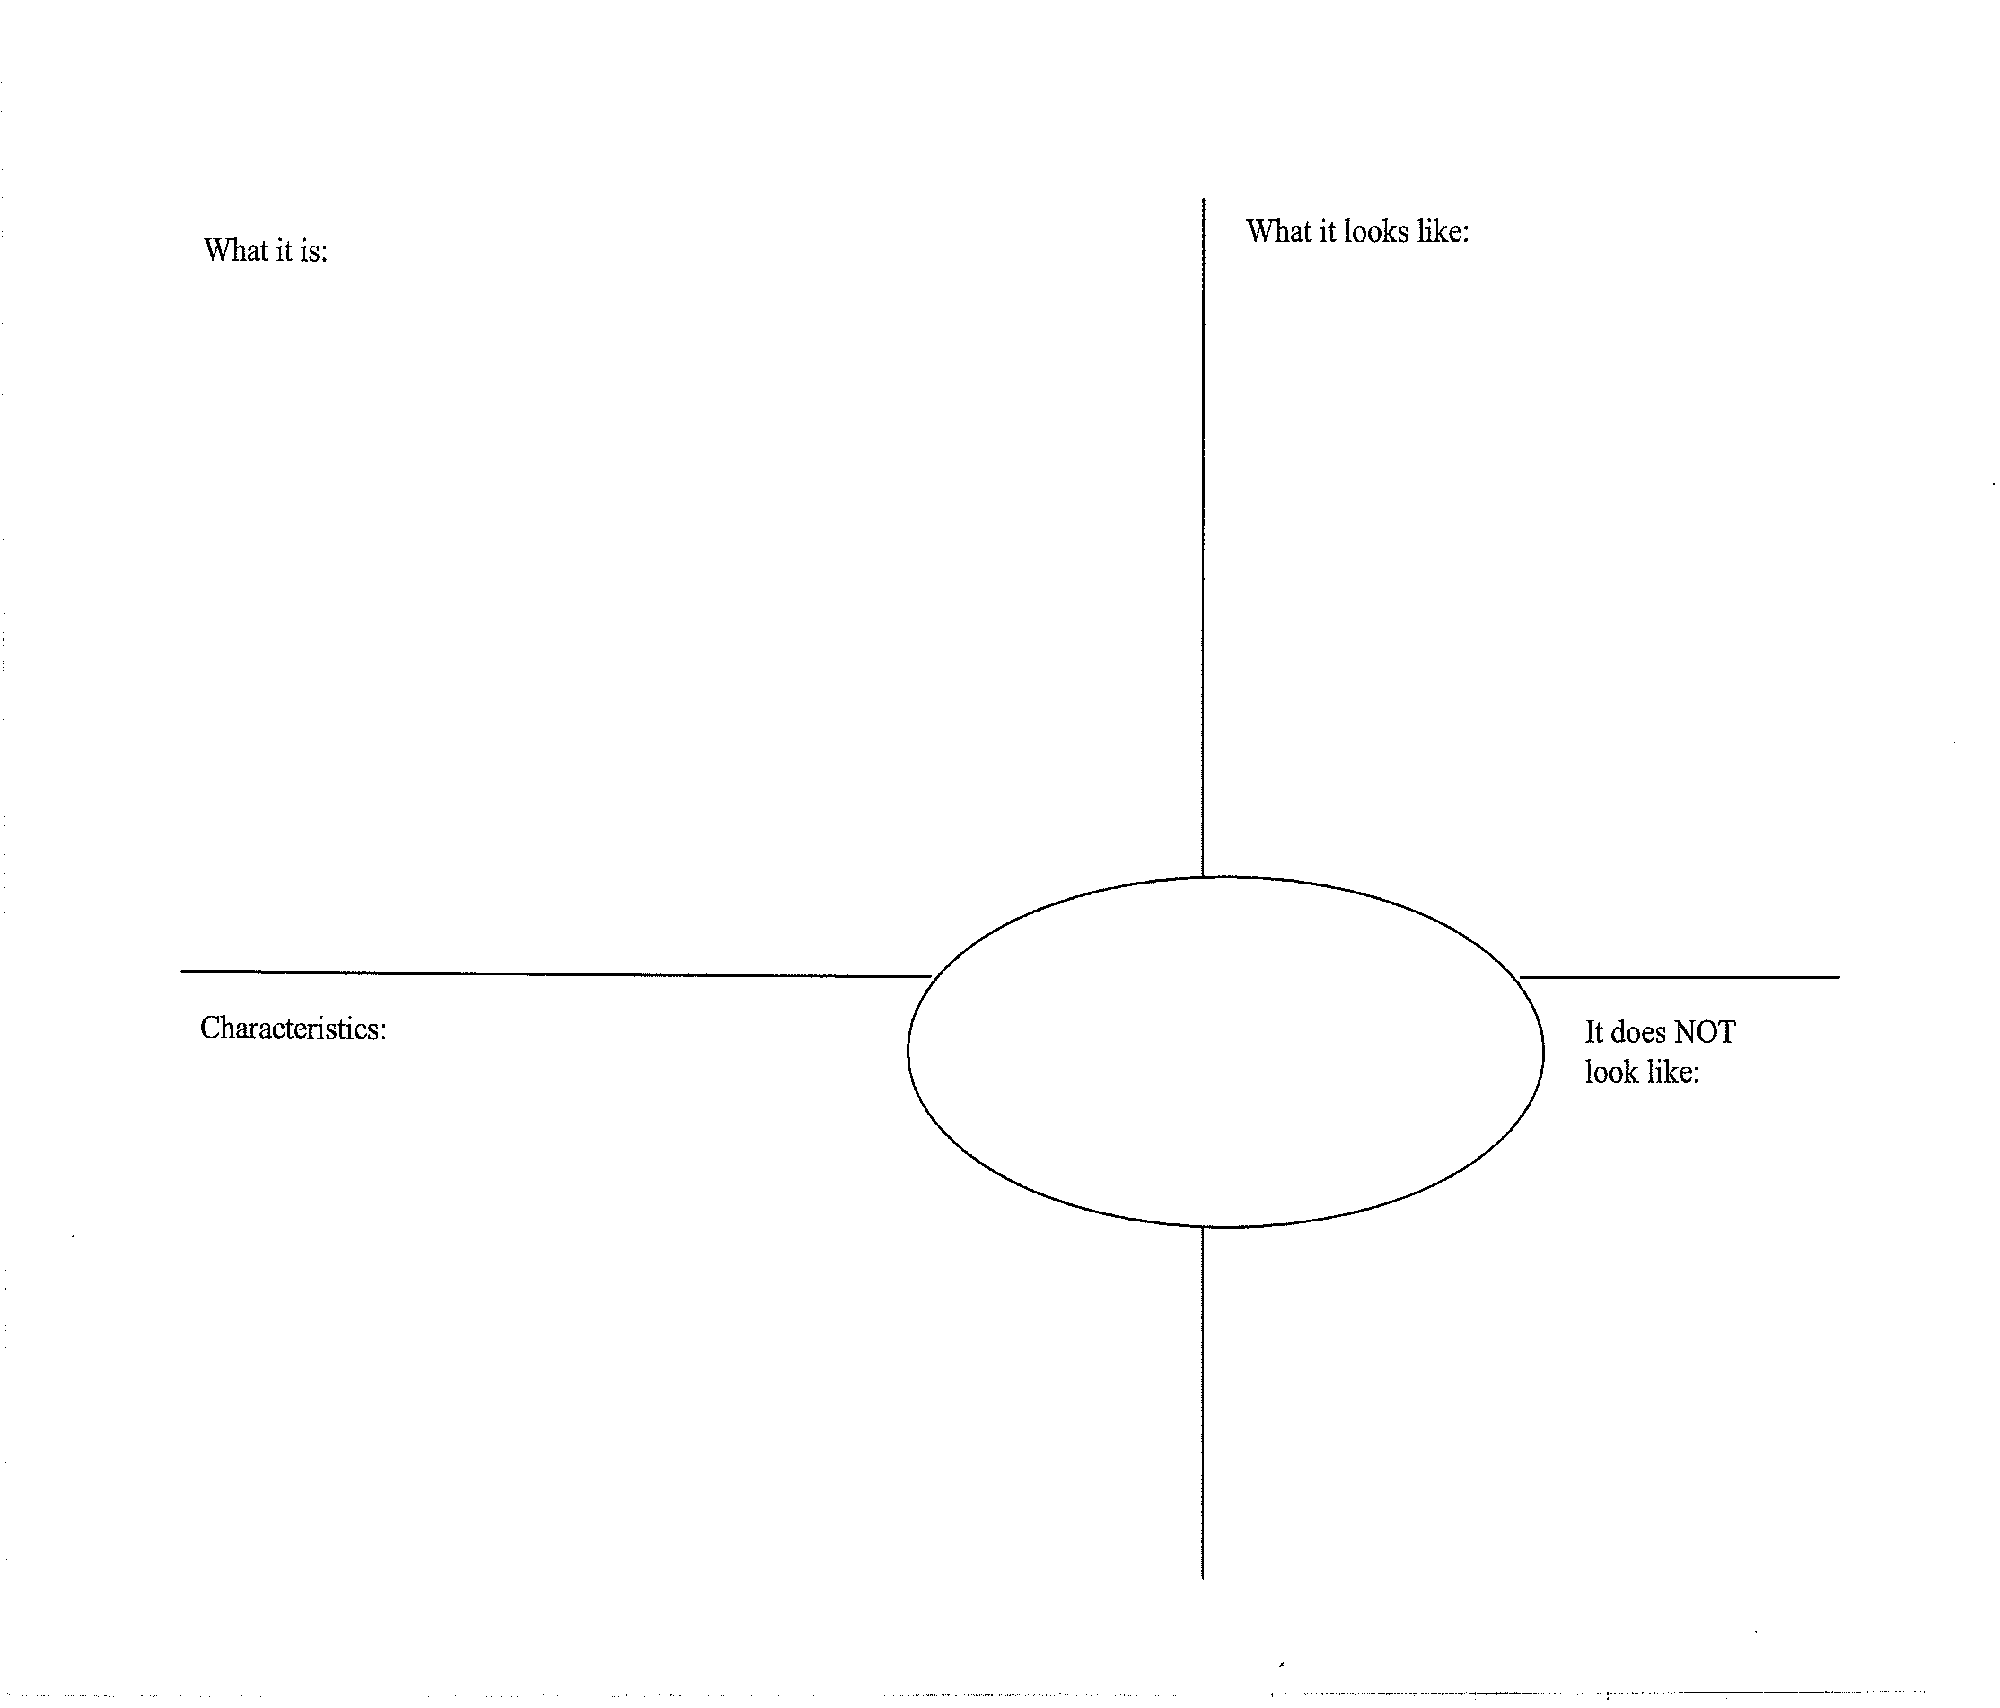 What it is:
What it looks like:
Characteristics:
It does NOT
look like: